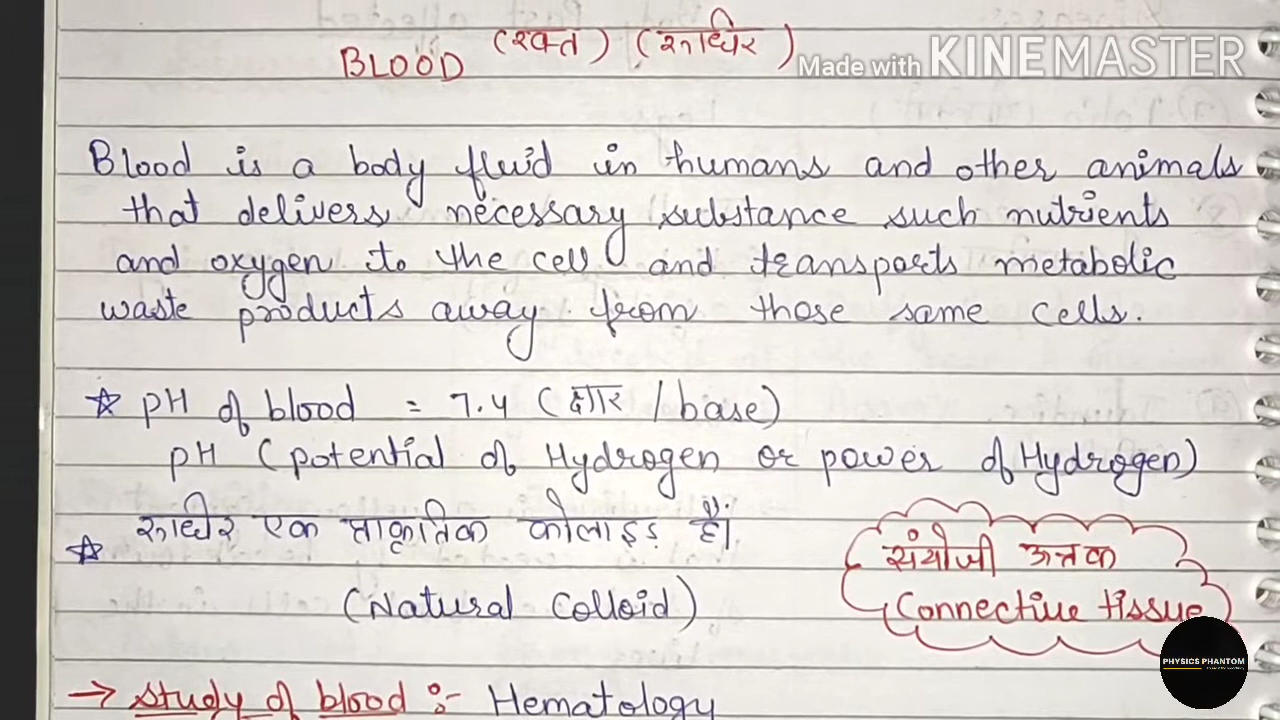 BLOOD (रक्त) (रूधिर)
Made with KINEMASTER
Blood is a body fluid in humans and other animals
that delivers necessary substance such nutrients
and oxygen to the cell and transports metabolic
waste products away from those same cells.
☆ pH of blood = 7.4 (क्षार / base)
pH (potential of Hydrogen or power of Hydrogen)
☆ रूधीर एक प्राकृतिक कोलाइड़ है।
(Natural Colloid)
संयोजी ऊत्तक
Connective tissue
PHYSICS PHANTOM
→ Study of blood :- Hematology